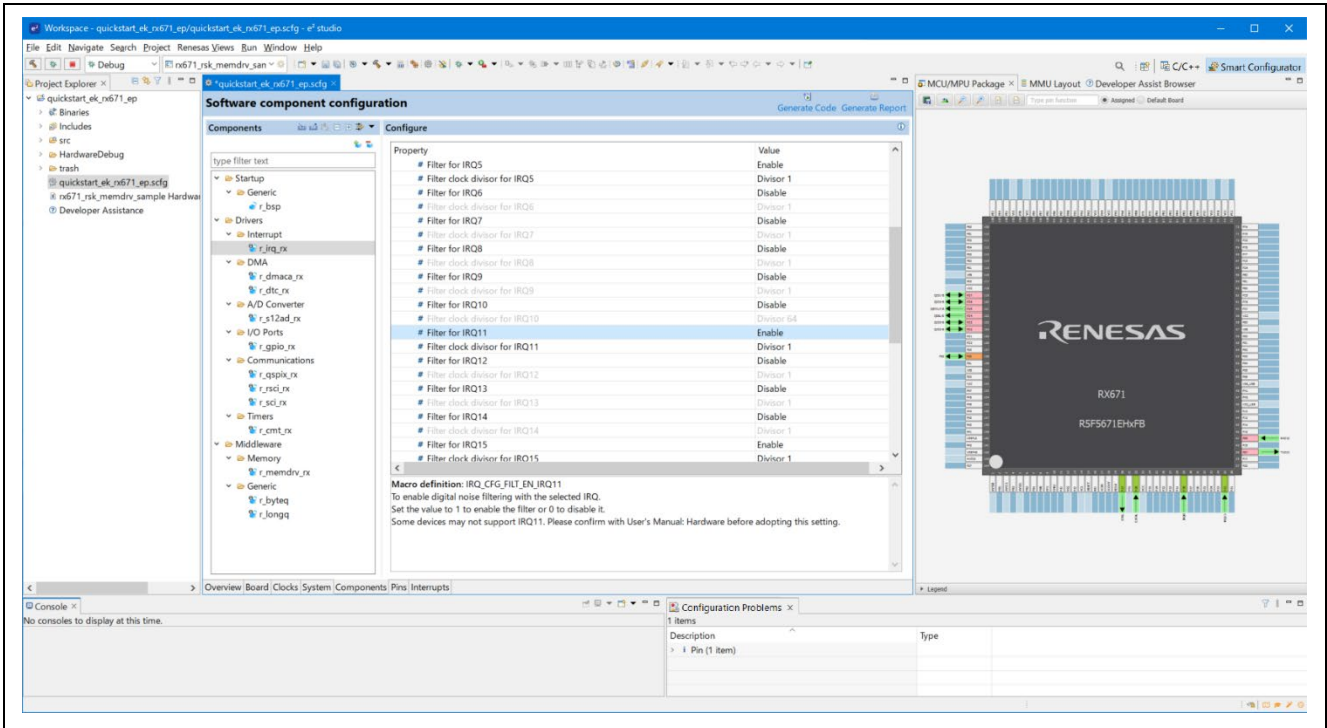 Workspace - quickstart_ek_rx671_ep/quickstart_ek_rx671_ep.scfg - e² studio
File Edit Navigate Search Project Renesas Views Run Window Help
Debug
rx671_rsk_memdrv_san
C/C++
Smart Configurator
Project Explorer
quickstart_ek_rx671_ep
Binaries
Includes
src
HardwareDebug
trash
quickstart_ek_rx671_ep.scfg
rx671_rsk_memdrv_sample Hardwar
Developer Assistance
*quickstart_ek_rx671_ep.scfg
Software component configuration
Generate Code Generate Report
Components
type filter text
Startup
Generic
r_bsp
Drivers
Interrupt
r_irq_rx
DMA
r_dmaca_rx
r_dtc_rx
A/D Converter
r_s12ad_rx
I/O Ports
r_gpio_rx
Communications
r_qspix_rx
r_rsci_rx
r_sci_rx
Timers
r_cmt_rx
Middleware
Memory
r_memdrv_rx
Generic
r_byteq
r_longq
Configure
Property Value
# Filter for IRQ5 Enable
# Filter clock divisor for IRQ5 Divisor 1
# Filter for IRQ6 Disable
# Filter clock divisor for IRQ6 Divisor 1
# Filter for IRQ7 Disable
# Filter clock divisor for IRQ7 Divisor 1
# Filter for IRQ8 Disable
# Filter clock divisor for IRQ8 Divisor 1
# Filter for IRQ9 Disable
# Filter clock divisor for IRQ9 Divisor 1
# Filter for IRQ10 Disable
# Filter clock divisor for IRQ10 Divisor 64
# Filter for IRQ11 Enable
# Filter clock divisor for IRQ11 Divisor 1
# Filter for IRQ12 Disable
# Filter clock divisor for IRQ12 Divisor 1
# Filter for IRQ13 Disable
# Filter clock divisor for IRQ13 Divisor 1
# Filter for IRQ14 Disable
# Filter clock divisor for IRQ14 Divisor 1
# Filter for IRQ15 Enable
# Filter clock divisor for IRQ15 Divisor 1
Macro definition: IRQ_CFG_FILT_EN_IRQ11
To enable digital noise filtering with the selected IRQ.
Set the value to 1 to enable the filter or 0 to disable it.
Some devices may not support IRQ11. Please confirm with User's Manual: Hardware before adopting this setting.
Overview Board Clocks System Components Pins Interrupts
MCU/MPU Package MMU Layout Developer Assist Browser
Type pin function Assigned Default Board
RENESAS
RX671
R5F5671EHxFB
Legend
Console
No consoles to display at this time.
Configuration Problems
1 items
Description Type
Pin (1 item)